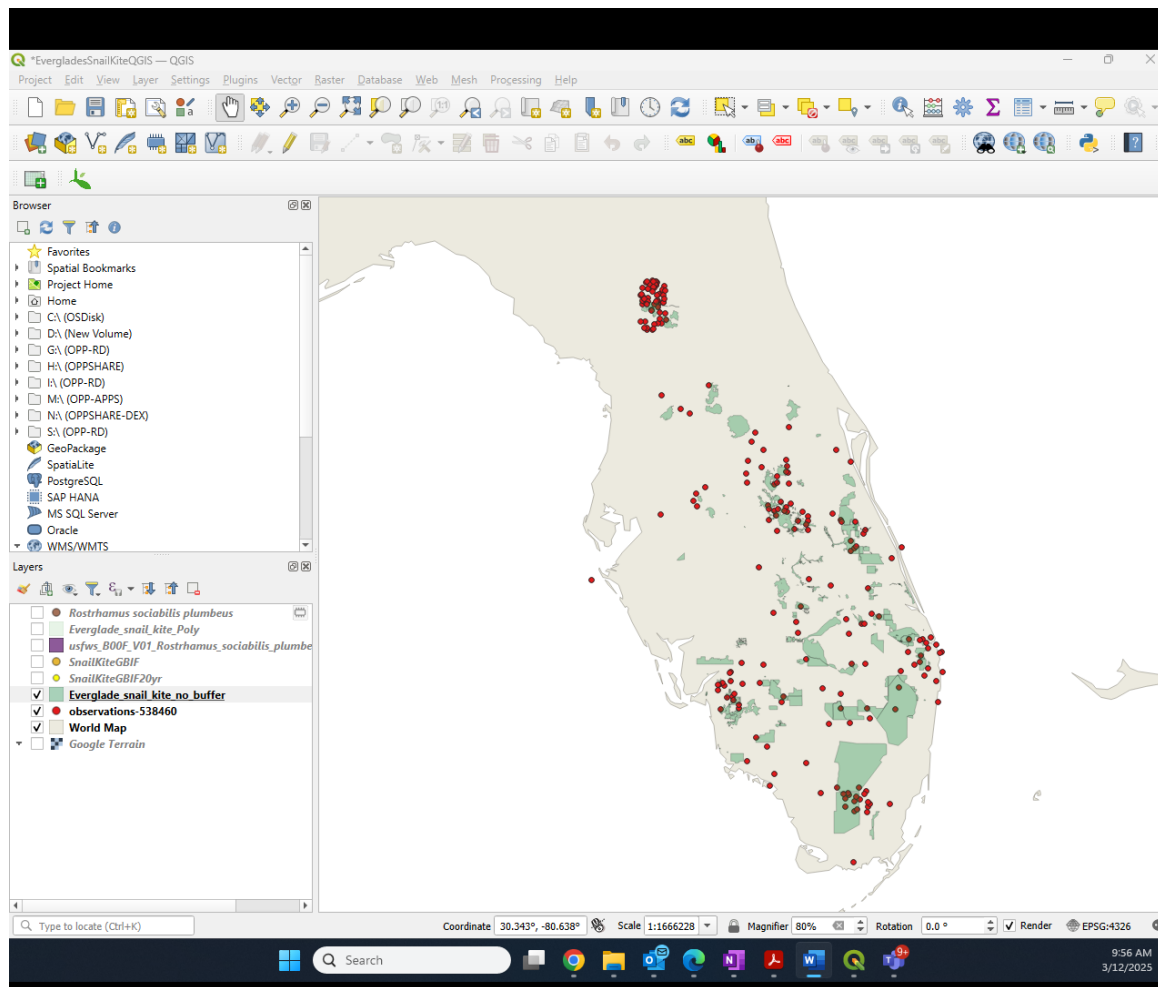 *EvergladesSnailKiteQGIS — QGIS
Project Edit View Layer Settings Plugins Vector Raster Database Web Mesh Processing Help
Browser
Favorites
Spatial Bookmarks
Project Home
Home
C:\ (OSDisk)
D:\ (New Volume)
G:\ (OPP-RD)
H:\ (OPPSHARE)
I:\ (OPP-RD)
M:\ (OPP-APPS)
N:\ (OPPSHARE-DEX)
S:\ (OPP-RD)
GeoPackage
SpatiaLite
PostgreSQL
SAP HANA
MS SQL Server
Oracle
WMS/WMTS
Layers
Rostrhamus sociabilis plumbeus
Everglade_snail_kite_Poly
usfws_B00F_V01_Rostrhamus_sociabilis_plumbe
SnailKiteGBIF
SnailKiteGBIF20yr
Everglade_snail_kite_no_buffer
observations-538460
World Map
Google Terrain
Type to locate (Ctrl+K) Coordinate 30.343°, -80.638° Scale 1:1666228 Magnifier 80% Rotation 0.0 ° Render EPSG:4326
Search
9+
9:56 AM
3/12/2025